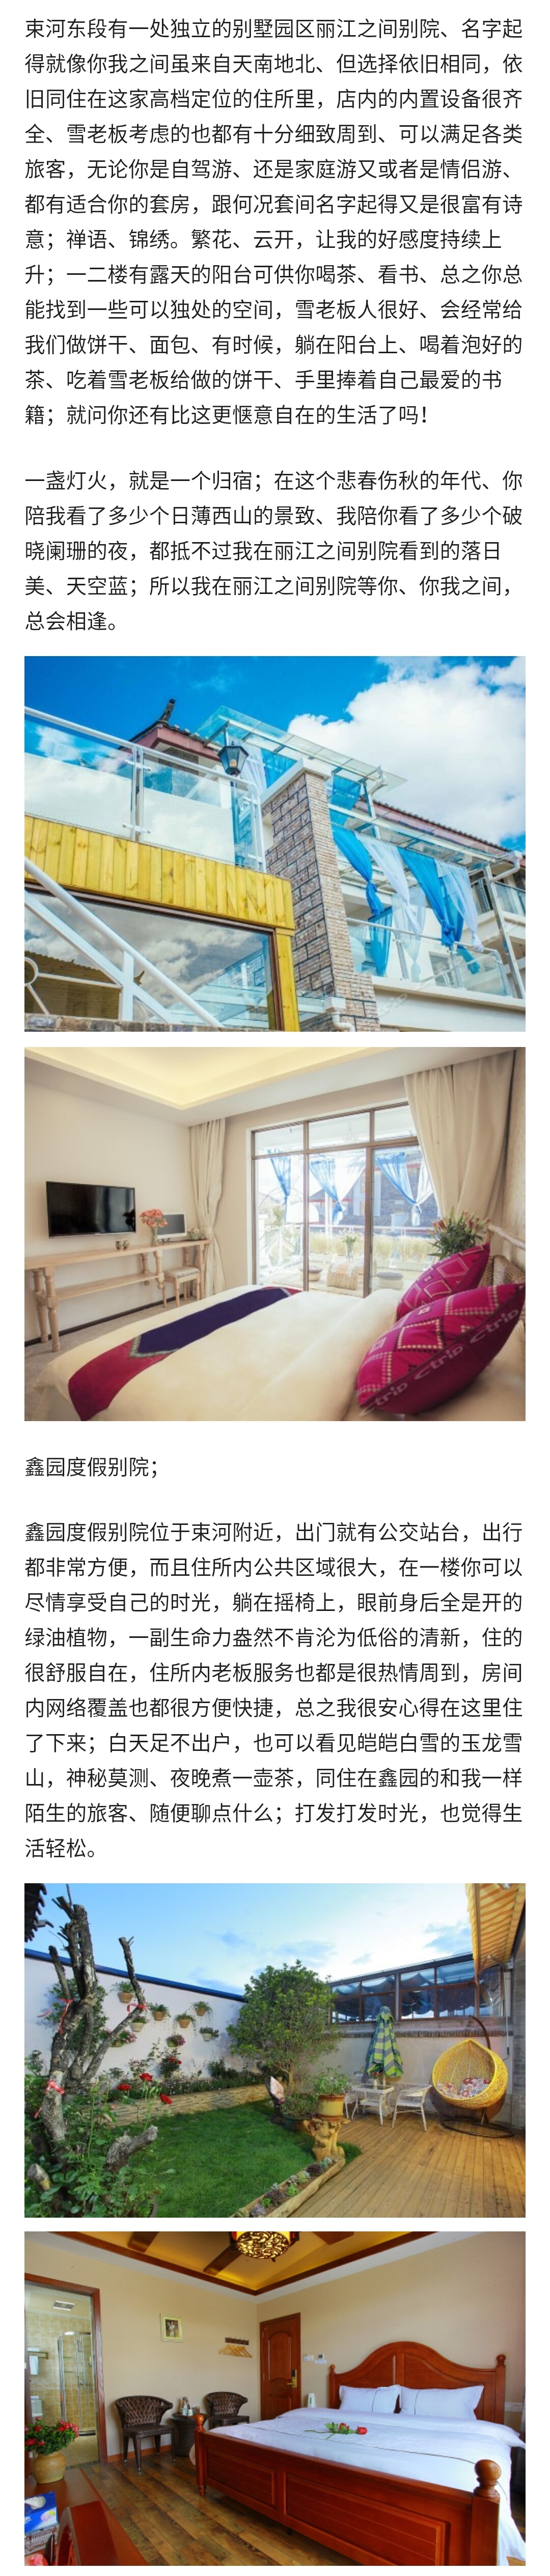 束河东段有一处独立的别墅园区丽江之间别院、名字起
得就像你我之间虽来自天南地北、但选择依旧相同，依
旧同住在这家高档定位的住所里，店内的内置设备很齐
全、雪老板考虑的也都有十分细致周到、可以满足各类
旅客，无论你是自驾游、还是家庭游又或者是情侣游、
都有适合你的套房，跟何况套间名字起得又是很富有诗
意；禅语、锦绣。繁花、云开，让我的好感度持续上
升；一二楼有露天的阳台可供你喝茶、看书、总之你总
能找到一些可以独处的空间，雪老板人很好、会经常给
我们做饼干、面包、有时候，躺在阳台上、喝着泡好的
茶、吃着雪老板给做的饼干、手里捧着自己最爱的书
籍；就问你还有比这更惬意自在的生活了吗！
一盏灯火，就是一个归宿；在这个悲春伤秋的年代、你
陪我看了多少个日薄西山的景致、我陪你看了多少个破
晓阑珊的夜，都抵不过我在丽江之间别院看到的落日
美、天空蓝；所以我在丽江之间别院等你、你我之间，
总会相逢。
Ctrip Ctrip Ctrip
鑫园度假别院；
鑫园度假别院位于束河附近，出门就有公交站台，出行
都非常方便，而且住所内公共区域很大，在一楼你可以
尽情享受自己的时光，躺在摇椅上，眼前身后全是开的
绿油植物，一副生命力盎然不肯沦为低俗的清新，住的
很舒服自在，住所内老板服务也都是很热情周到，房间
内网络覆盖也都很方便快捷，总之我很安心得在这里住
了下来；白天足不出户，也可以看见皑皑白雪的玉龙雪
山，神秘莫测、夜晚煮一壶茶，同住在鑫园的和我一样
陌生的旅客、随便聊点什么；打发打发时光，也觉得生
活轻松。